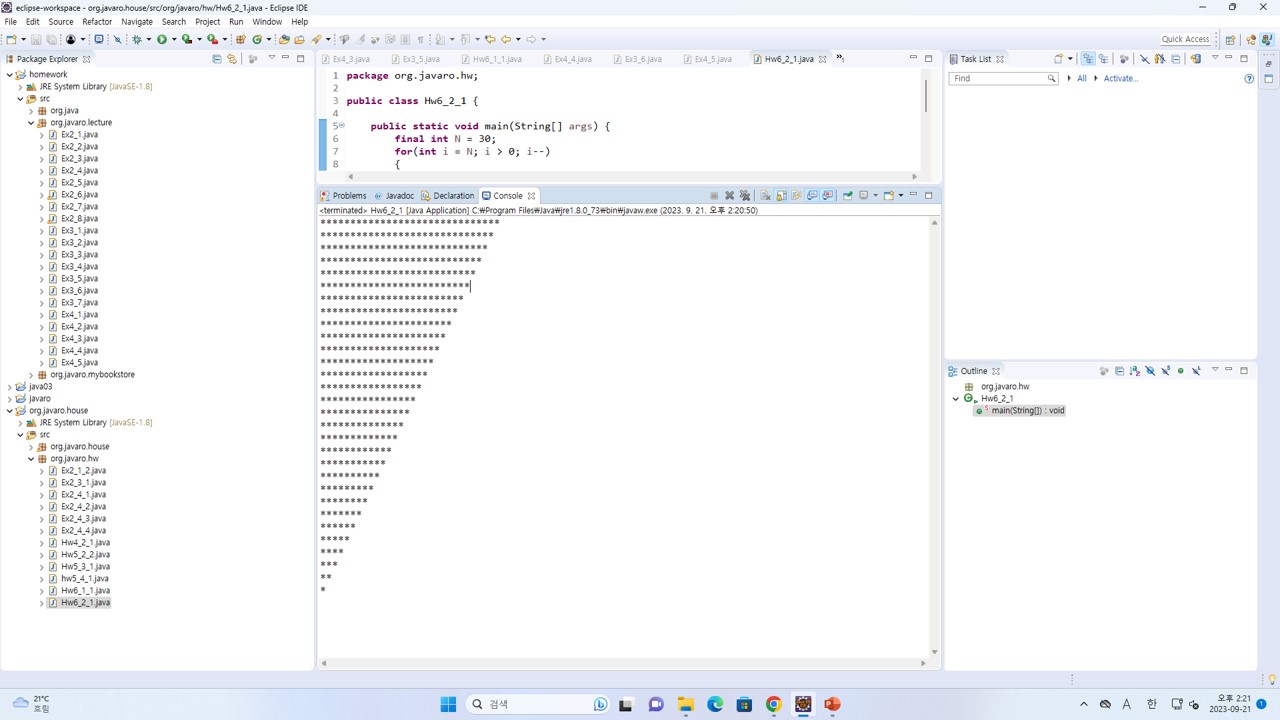 eclipse-workspace - org.javaro.house/src/org/javaro/hw/Hw6_2_1.java - Eclipse IDE
File Edit Source Refactor Navigate Search Project Run Window Help
Quick Access
Package Explorer
homework
JRE System Library [JavaSE-1.8]
src
org.java
org.javaro.lecture
Ex2_1.java
Ex2_2.java
Ex2_3.java
Ex2_4.java
Ex2_5.java
Ex2_6.java
Ex2_7.java
Ex2_8.java
Ex3_1.java
Ex3_2.java
Ex3_3.java
Ex3_4.java
Ex3_5.java
Ex3_6.java
Ex3_7.java
Ex4_1.java
Ex4_2.java
Ex4_3.java
Ex4_4.java
Ex4_5.java
org.javaro.mybookstore
java03
javaro
org.javaro.house
JRE System Library [JavaSE-1.8]
src
org.javaro.house
org.javaro.hw
Ex2_1_2.java
Ex2_3_1.java
Ex2_4_1.java
Ex2_4_2.java
Ex2_4_3.java
Ex2_4_4.java
Hw4_2_1.java
Hw5_2_2.java
Hw5_3_1.java
hw5_4_1.java
Hw6_1_1.java
Hw6_2_1.java
Ex4_3.java Ex3_5.java Ex3_6.java Ex4_5.java Hw6_2_1.java
1 package org.javaro.hw;
2
3 public class Hw6_2_1 {
4
5 public static void main(String[] args) {
6 final int N = 30;
7 for(int i = N; i > 0; i--)
8 {
Problems Javadoc Declaration Console
<terminated> Hw6_2_1 [Java Application] C:₩Program Files₩Java₩jre1.8.0_73₩bin₩javaw.exe (2023. 9. 21. 오후 2:20:50)
******************************
*****************************
****************************
***************************
**************************
*************************
************************
***********************
**********************
*********************
********************
*******************
******************
*****************
****************
***************
**************
*************
************
***********
**********
*********
********
*******
******
*****
****
***
**
*
Task List
Find All Activate...
Outline
org.javaro.hw
Hw6_2_1
main(String[]) : void
21℃
흐림
검색
A 한
오후 2:21
2023-09-21